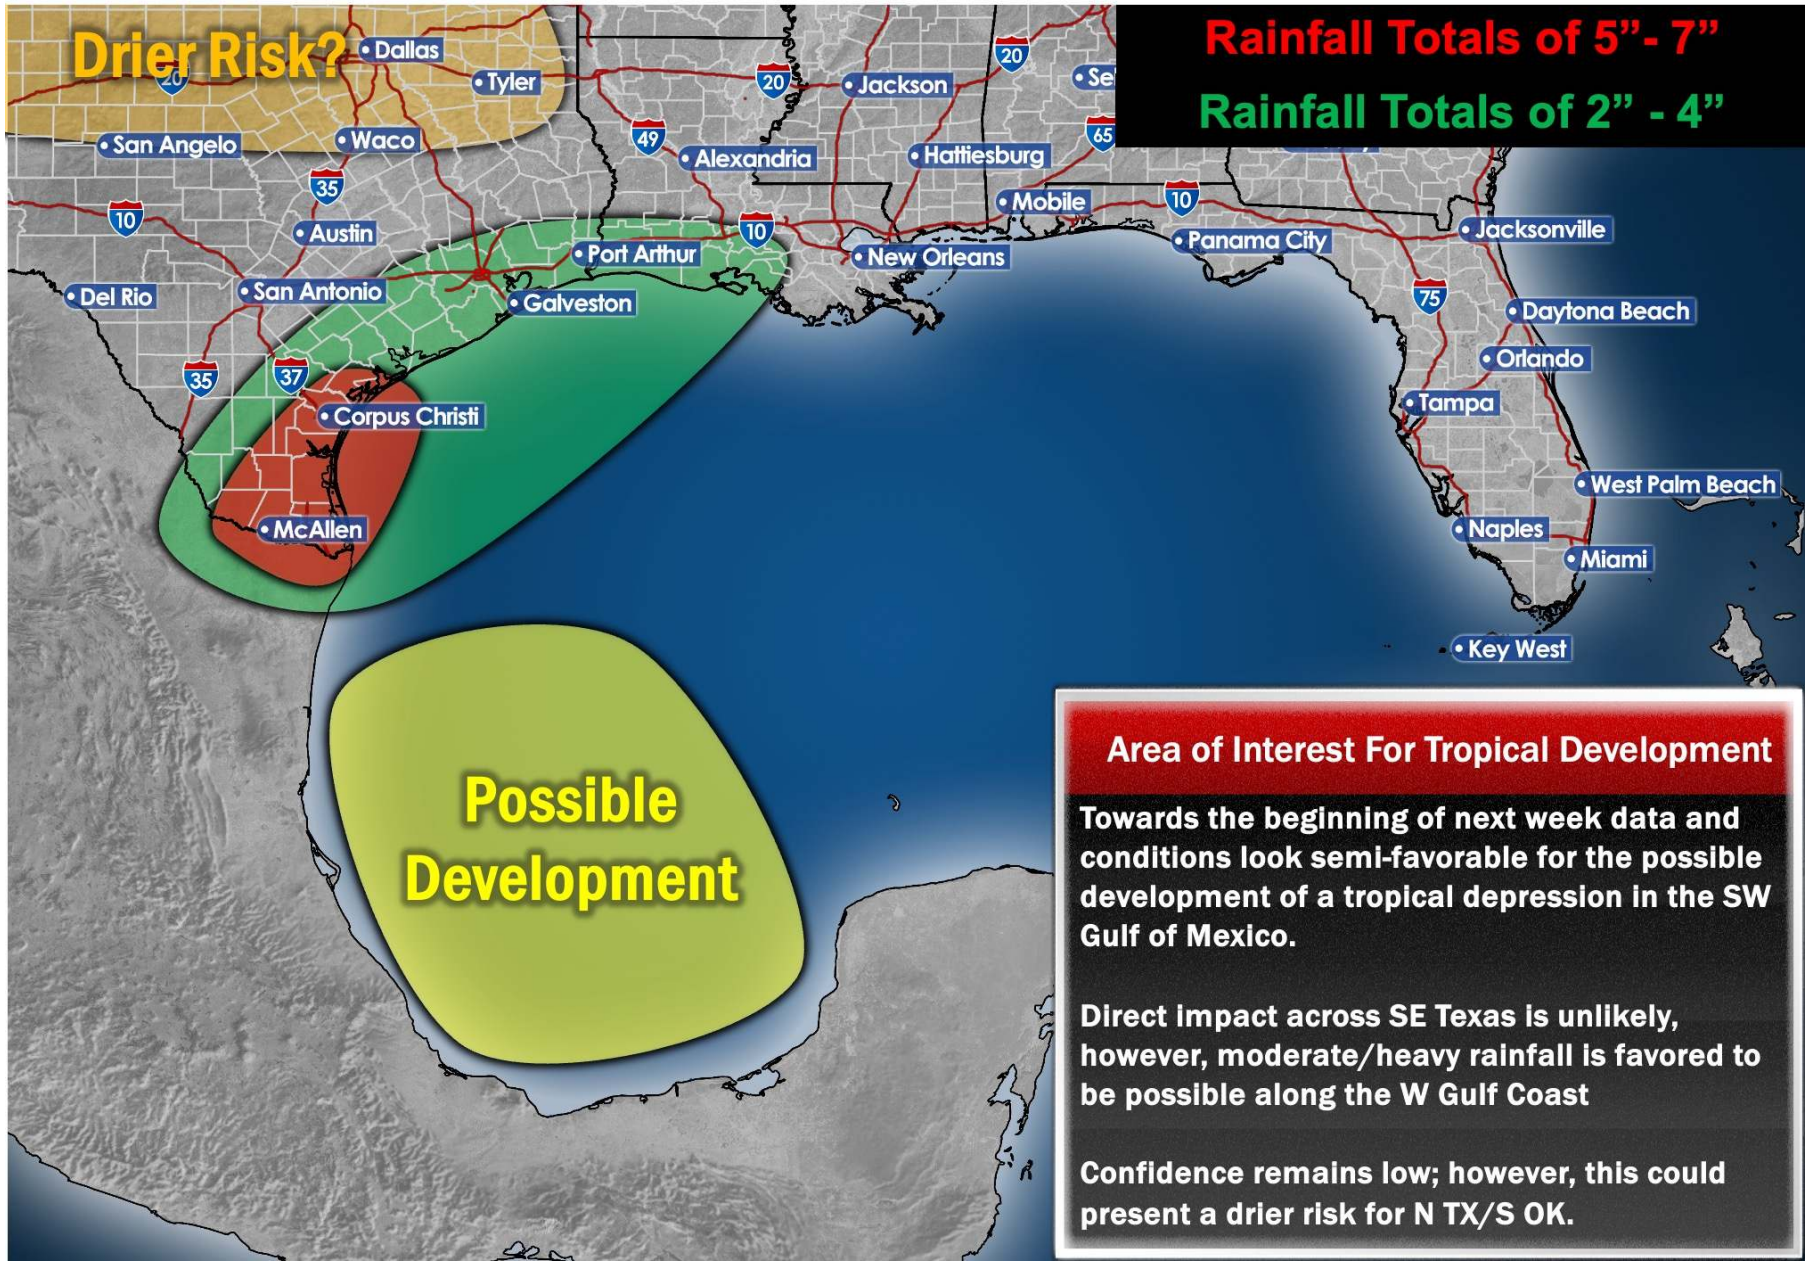 Rainfall Totals of 5”- 7”
Rainfall Totals of 2” - 4”
Drier Risk?
Dallas
20
Tyler
20
Jackson
20
San Angelo
Waco
49
Alexandria
Hattiesburg
65
35
Mobile
10
10
Austin
10
Port Arthur
New Orleans
Panama City
Jacksonville
Del Rio
San Antonio
Galveston
75
Daytona Beach
35
37
Orlando
Corpus Christi
Tampa
West Palm Beach
McAllen
Naples
Miami
Key West
Possible
Development
Area of Interest For Tropical Development
Towards the beginning of next week data and
conditions look semi-favorable for the possible
development of a tropical depression in the SW
Gulf of Mexico.
Direct impact across SE Texas is unlikely,
however, moderate/heavy rainfall is favored to
be possible along the W Gulf Coast
Confidence remains low; however, this could
present a drier risk for N TX/S OK.